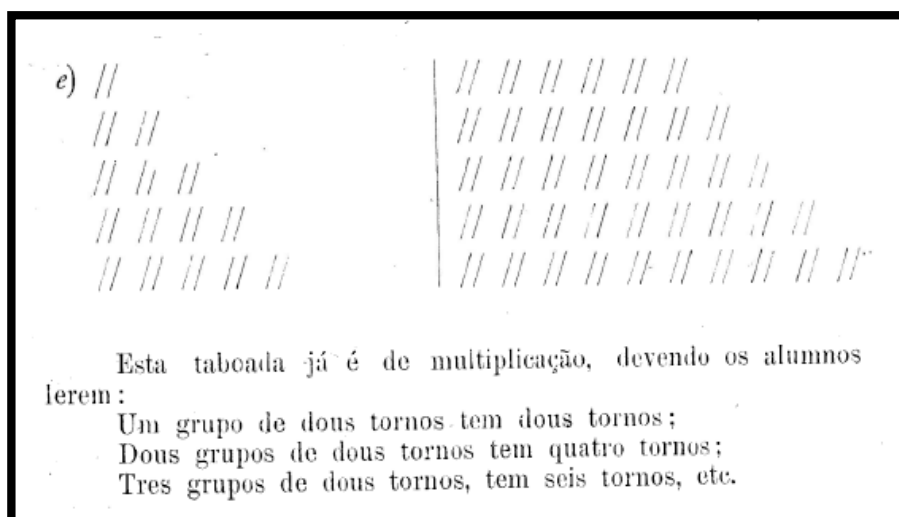 e) // // // // // // //
// // // // // // // // //
// // // // // // // // // // //
// // // // // // // // // // // // //
// // // // // // // // // // // // // // //
Esta taboada já é de multiplicação, devendo os alumnos
lerem :
Um grupo de dous tornos tem dous tornos ;
Dous grupos de dous tornos tem quatro tornos ;
Tres grupos de dous tornos, tem seis tornos, etc.